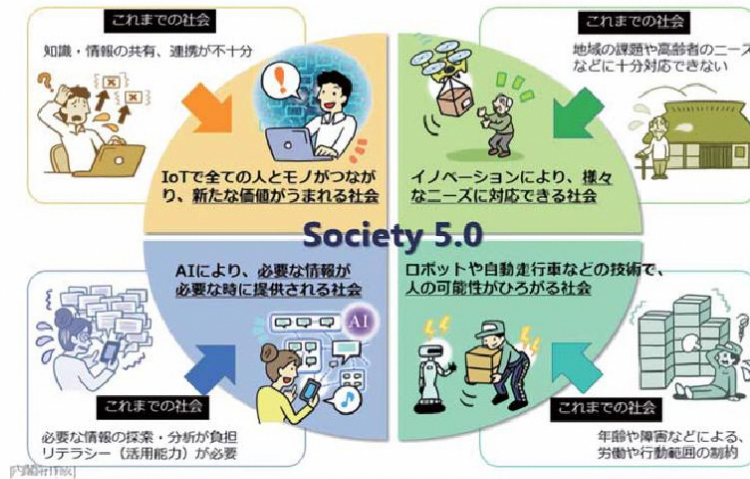 これまでの社会
知識・情報の共有、連携が不十分
IoTで全ての人とモノがつなが
り、新たな価値がうまれる社会
これまでの社会
地域の課題や高齢者のニーズ
などに十分対応できない
イノベーションにより、様々
なニーズに対応できる社会
Society 5.0
AIにより、必要な情報が
必要な時に提供される社会
AI
これまでの社会
必要な情報の探索・分析が負担
リテラシー（活用能力）が必要
ロボットや自動走行車などの技術で、
人の可能性がひろがる社会
これまでの社会
年齢や障害などによる、
労働や行動範囲の制約
[内閣府作成]